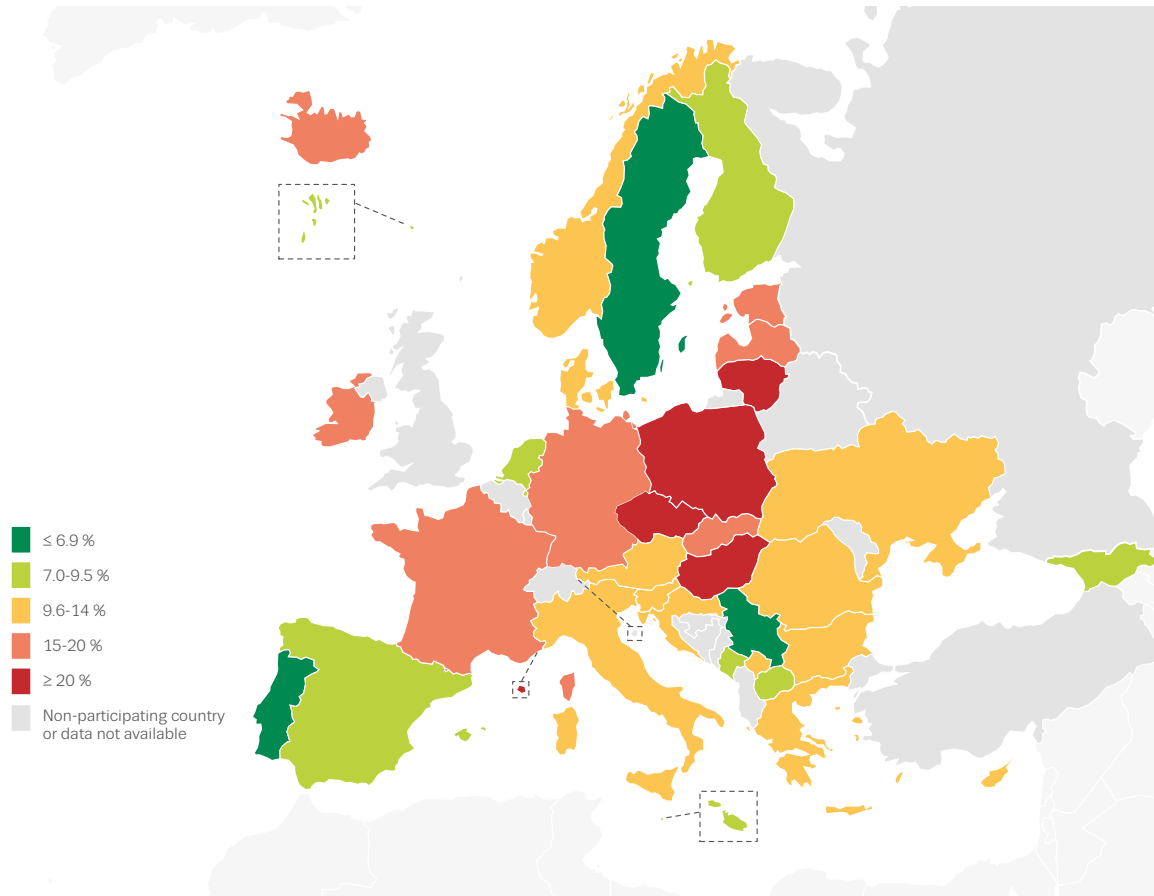 ≤ 6.9 %
7.0-9.5 %
9.6-14 %
15-20 %
≥ 20 %
Non-participating country
or data not available